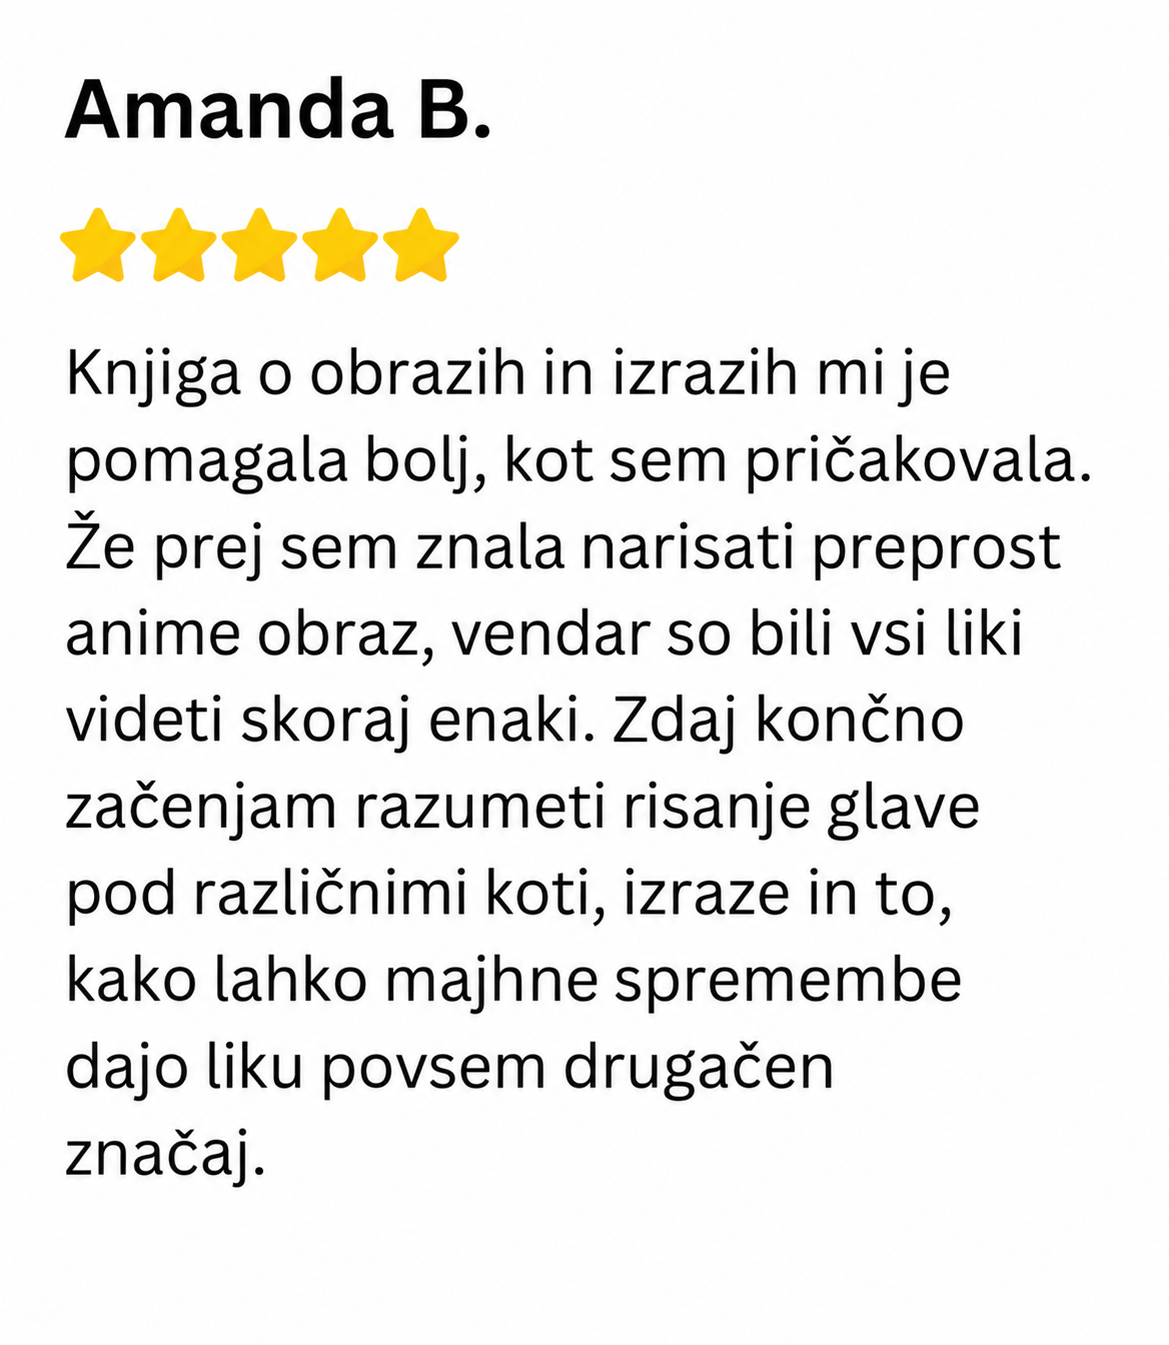 Amanda B.
Knjiga o obrazih in izrazih mi je
pomagala bolj, kot sem pričakovala.
Že prej sem znala narisati preprost
anime obraz, vendar so bili vsi liki
videti skoraj enaki. Zdaj končno
začenjam razumeti risanje glave
pod različnimi koti, izraze in to,
kako lahko majhne spremembe
dajo liku povsem drugačen
značaj.